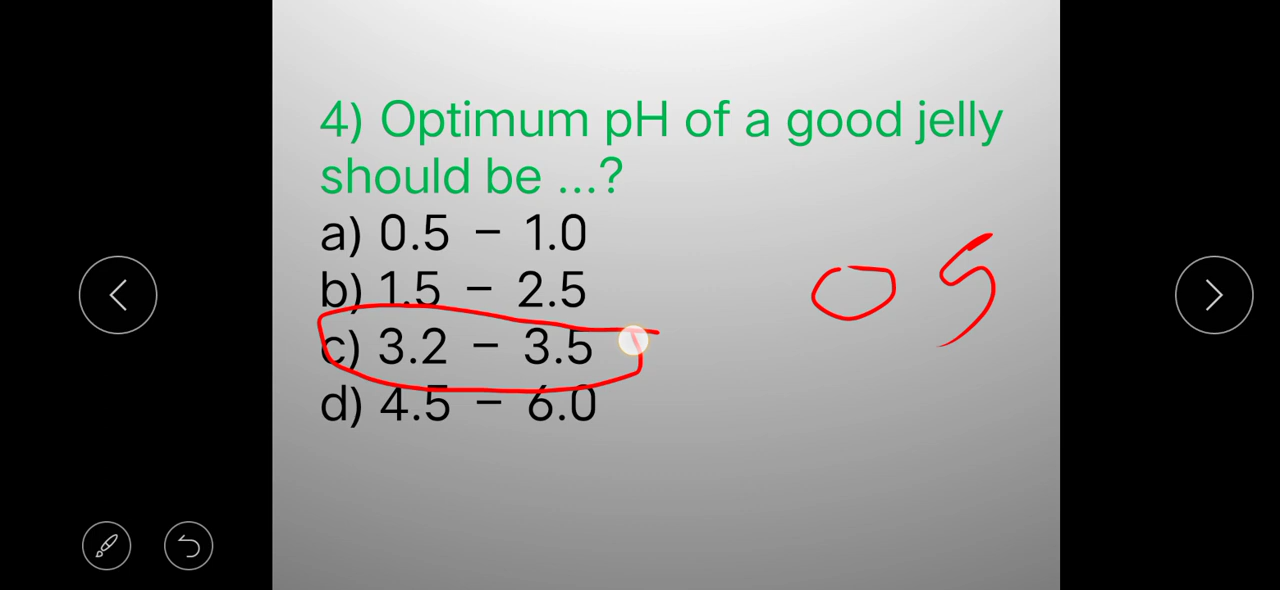 4) Optimum pH of a good jelly
should be ...?
a) 0.5 – 1.0
b) 1.5 – 2.5
c) 3.2 – 3.5
d) 4.5 – 6.0
05